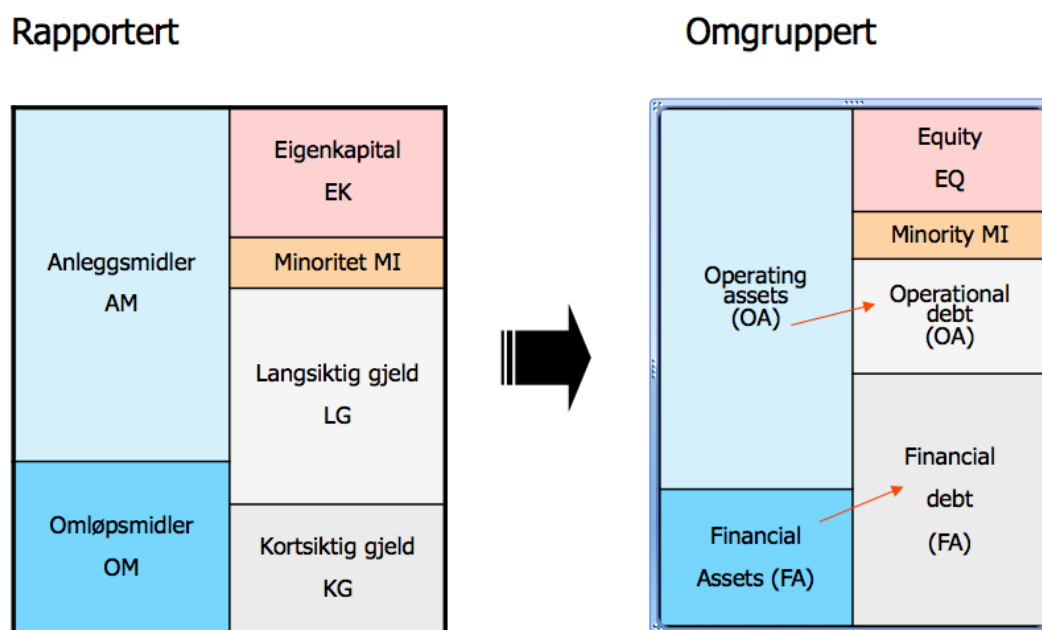 Rapportert
Omgruppert
Anleggsmidler
AM
Omløpsmidler
OM
Eigenkapital
EK
Minoritet MI
Langsiktig gjeld
LG
Kortsiktig gjeld
KG
Operating
assets
(OA)
Financial
Assets (FA)
Equity
EQ
Minority MI
Operational
debt
(OA)
Financial
debt
(FA)